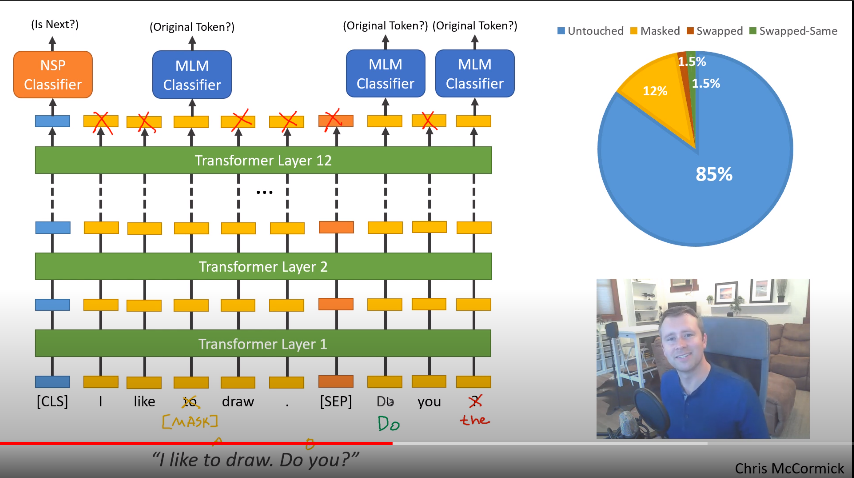 (Is Next?)
(Original Token?)
(Original Token?)
(Original Token?)
NSP
Classifier
MLM
Classifier
MLM
Classifier
MLM
Classifier
Transformer Layer 12
...
Transformer Layer 2
Transformer Layer 1
[CLS] I like to draw . [SEP] Do you ?
[MASK] Do the
"I like to draw. Do you?"
Untouched Masked Swapped Swapped-Same
1.5%
1.5%
12%
85%
Chris McCormick